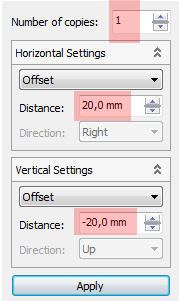 Number of copies: 1
Horizontal Settings
Offset
Distance: 20,0 mm
Direction: Right
Vertical Settings
Offset
Distance: -20,0 mm
Direction: Up
Apply